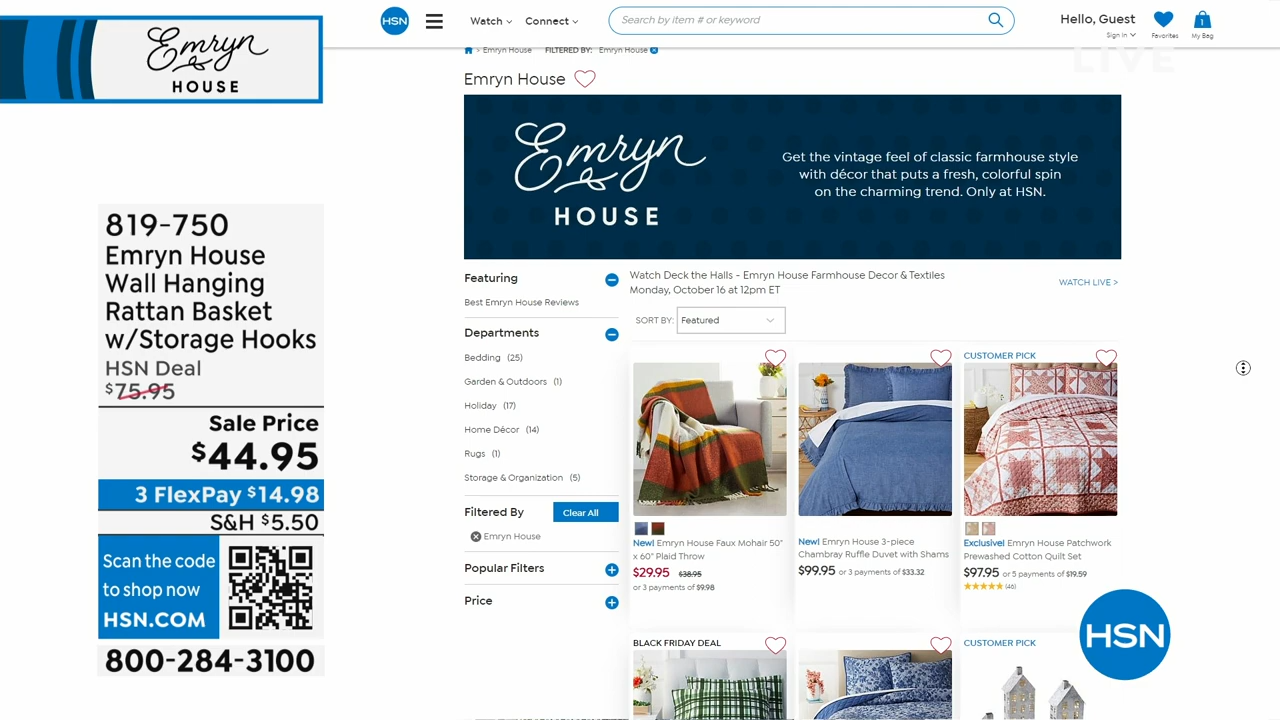 Emryn
HOUSE
819-750
Emryn House
Wall Hanging
Rattan Basket
w/Storage Hooks
HSN Deal
$75.95
Sale Price
$44.95
3 FlexPay $14.98
S&H $5.50
Scan the code
to shop now
HSN.COM
800-284-3100
HSN
Watch
Connect
Search by item # or keyword
Hello, Guest
Sign In
Favorites
1
My Bag
LIVE
> Emryn House FILTERED BY: Emryn House
Emryn House
Emryn
HOUSE
Get the vintage feel of classic farmhouse style
with décor that puts a fresh, colorful spin
on the charming trend. Only at HSN.
Featuring
Best Emryn House Reviews
Departments
Bedding (25)
Garden & Outdoors (1)
Holiday (17)
Home Décor (14)
Rugs (1)
Storage & Organization (5)
Filtered By
Clear All
Emryn House
Popular Filters
Price
Watch Deck the Halls - Emryn House Farmhouse Decor & Textiles
Monday, October 16 at 12pm ET
WATCH LIVE >
SORT BY: Featured
New! Emryn House Faux Mohair 50"
x 60" Plaid Throw
$29.95 $38.95
or 3 payments of $9.98
New! Emryn House 3-piece
Chambray Ruffle Duvet with Shams
$99.95 or 3 payments of $33.32
CUSTOMER PICK
Exclusive! Emryn House Patchwork
Prewashed Cotton Quilt Set
$97.95 or 5 payments of $19.59
(46)
BLACK FRIDAY DEAL
CUSTOMER PICK
HSN